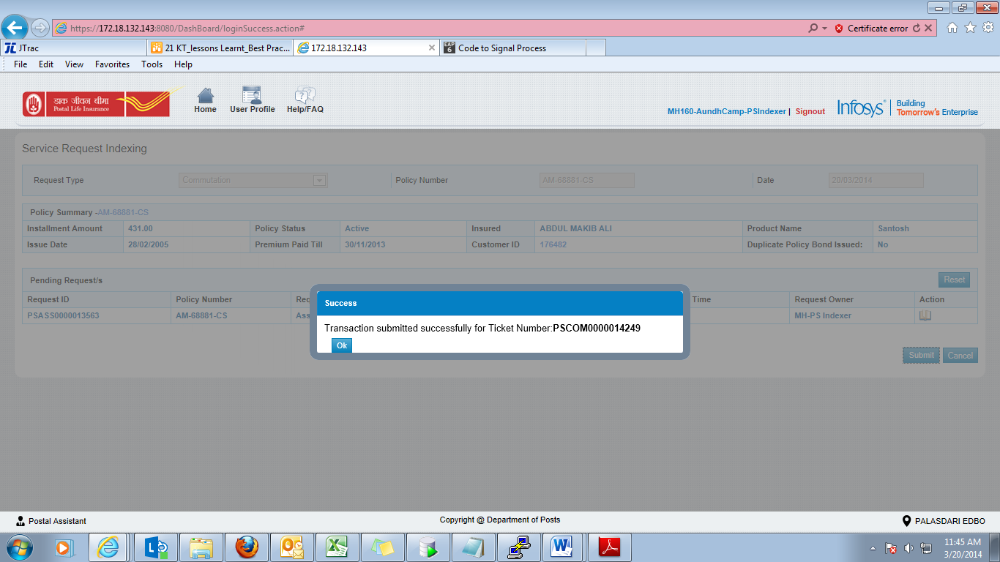 https://172.18.132.143:8080/DashBoard/loginSuccess.action#
Certificate error
JTrac
21 KT_lessons Learnt_Best Prac...
172.18.132.143
EAP 6
Code to Signal Process
File Edit View Favorites Tools Help
डाक जीवन बीमा
Postal Life Insurance
Home
User Profile
Help/FAQ
MH160-AundhCamp-PSIndexer | Signout
Infosys® | Building Tomorrow's Enterprise
Service Request Indexing
Request Type Commutation Policy Number AM-68881-CS Date 20/03/2014
Policy Summary -AM-68881-CS
Installment Amount 431.00 Policy Status Active Insured ABDUL MAKIB ALI Product Name Santosh
Issue Date 28/02/2005 Premium Paid Till 30/11/2013 Customer ID 176482 Duplicate Policy Bond Issued: No
Pending Request/s Reset
Request ID Policy Number Rec Time Request Owner Action
PSASS0000013563 AM-68881-CS Ass MH-PS Indexer
Success
Transaction submitted successfully for Ticket Number:PSCOM0000014249
Ok
Submit Cancel
Postal Assistant
Copyright @ Department of Posts
PALASDARI EDBO
11:45 AM
3/20/2014